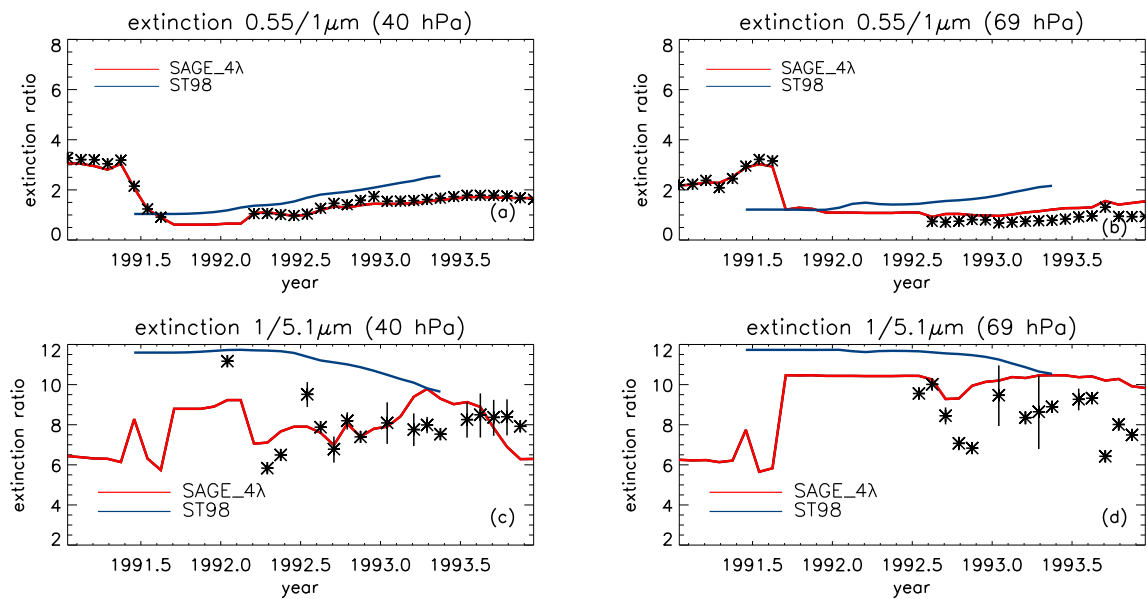 extinction 0.55/1μm (40 hPa)
extinction ratio
8
6
4
2
0
SAGE_4λ
ST98
(a)
1991.5 1992.0 1992.5 1993.0 1993.5
year
extinction 0.55/1μm (69 hPa)
extinction ratio
8
6
4
2
0
SAGE_4λ
ST98
(b)
1991.5 1992.0 1992.5 1993.0 1993.5
year
extinction 1/5.1μm (40 hPa)
extinction ratio
12
10
8
6
4
2
SAGE_4λ
ST98
(c)
1991.5 1992.0 1992.5 1993.0 1993.5
year
extinction 1/5.1μm (69 hPa)
extinction ratio
12
10
8
6
4
2
SAGE_4λ
ST98
(d)
1991.5 1992.0 1992.5 1993.0 1993.5
year